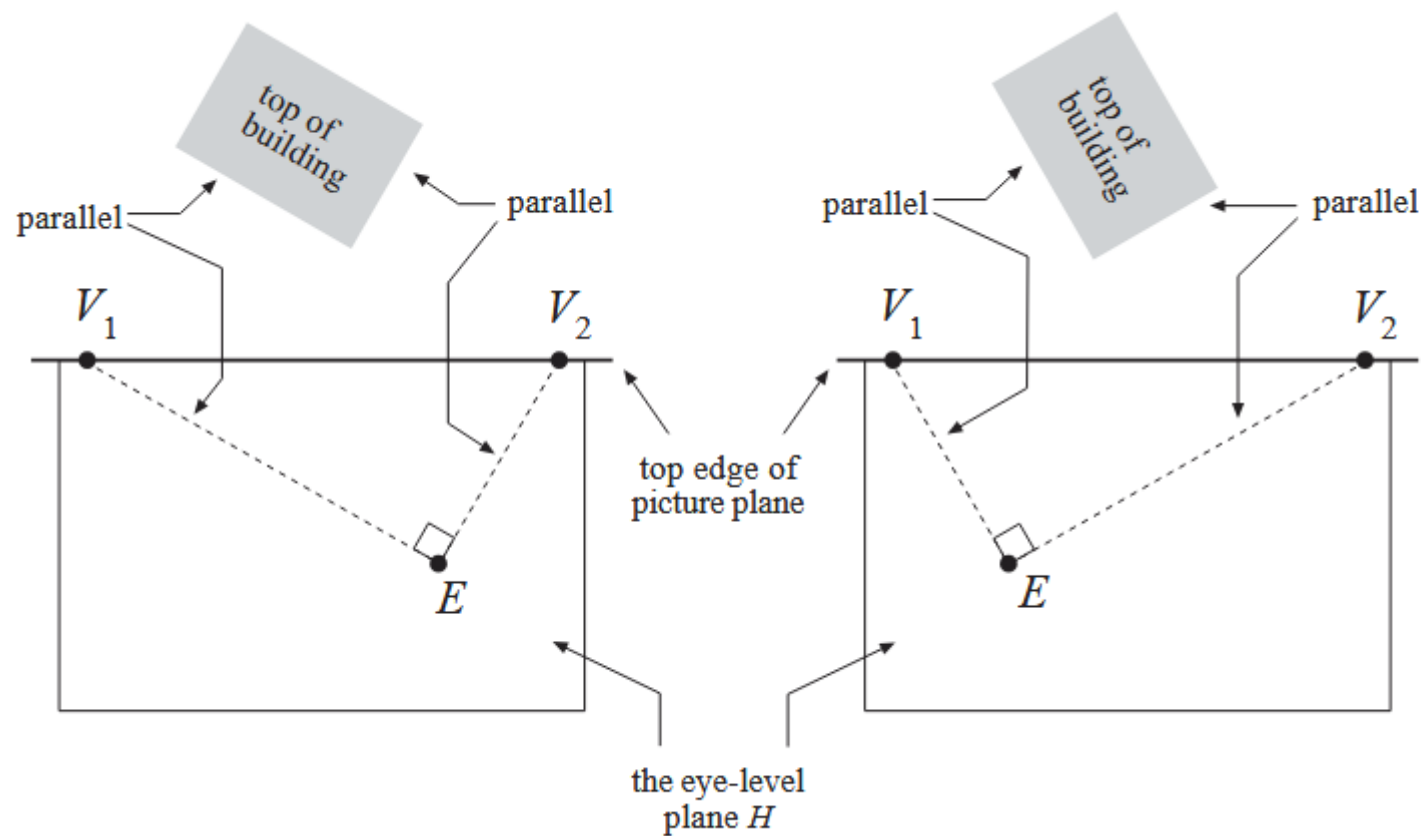 top of
building
top of
building
parallel
parallel
parallel
parallel
V1
V2
V1
V2
top edge of
picture plane
E
E
the eye-level
plane H